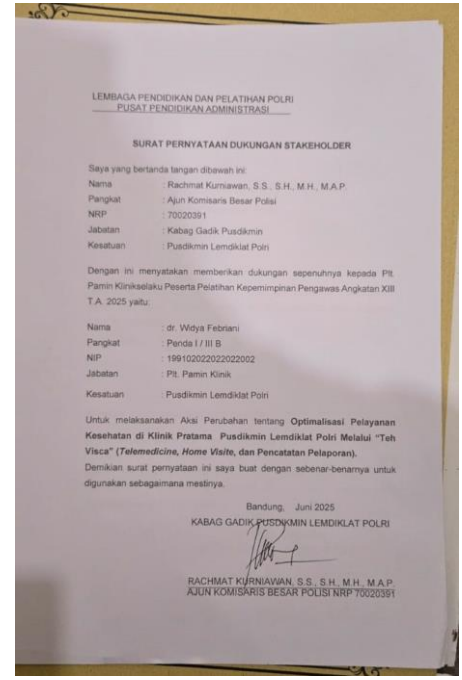 LEMBAGA PENDIDIKAN DAN PELATIHAN POLRI
PUSAT PENDIDIKAN ADMINISTRASI
SURAT PERNYATAAN DUKUNGAN STAKEHOLDER
Saya yang bertanda tangan dibawah ini:
Nama : Rachmat Kurniawan, S.S., S.H., M.H., M.A.P.
Pangkat : Ajun Komisaris Besar Polisi
NRP : 70020391
Jabatan : Kabag Gadik Pusdikmin
Kesatuan : Pusdikmin Lemdiklat Polri
Dengan ini menyatakan memberikan dukungan sepenuhnya kepada Plt.
Pamin Klinikselaku Peserta Pelatihan Kepemimpinan Pengawas Angkatan XIII
T.A. 2025 yaitu:
Nama : dr. Widya Febriani
Pangkat : Penda I / III B
NIP : 199102022022022002
Jabatan : Plt. Pamin Klinik
Kesatuan : Pusdikmin Lemdiklat Polri
Untuk melaksanakan Aksi Perubahan tentang Optimalisasi Pelayanan
Kesehatan di Klinik Pratama Pusdikmin Lemdiklat Polri Melalui “Teh
Visca” (Telemedicine, Home Visite, dan Pencatatan Pelaporan).
Demikian surat pernyataan ini saya buat dengan sebenar-benarnya untuk
digunakan sebagaimana mestinya.
Bandung, Juni 2025
KABAG GADIK PUSDIKMIN LEMDIKLAT POLRI
RACHMAT KURNIAWAN, S.S., S.H., M.H., M.A.P.
AJUN KOMISARIS BESAR POLISI NRP 70020391